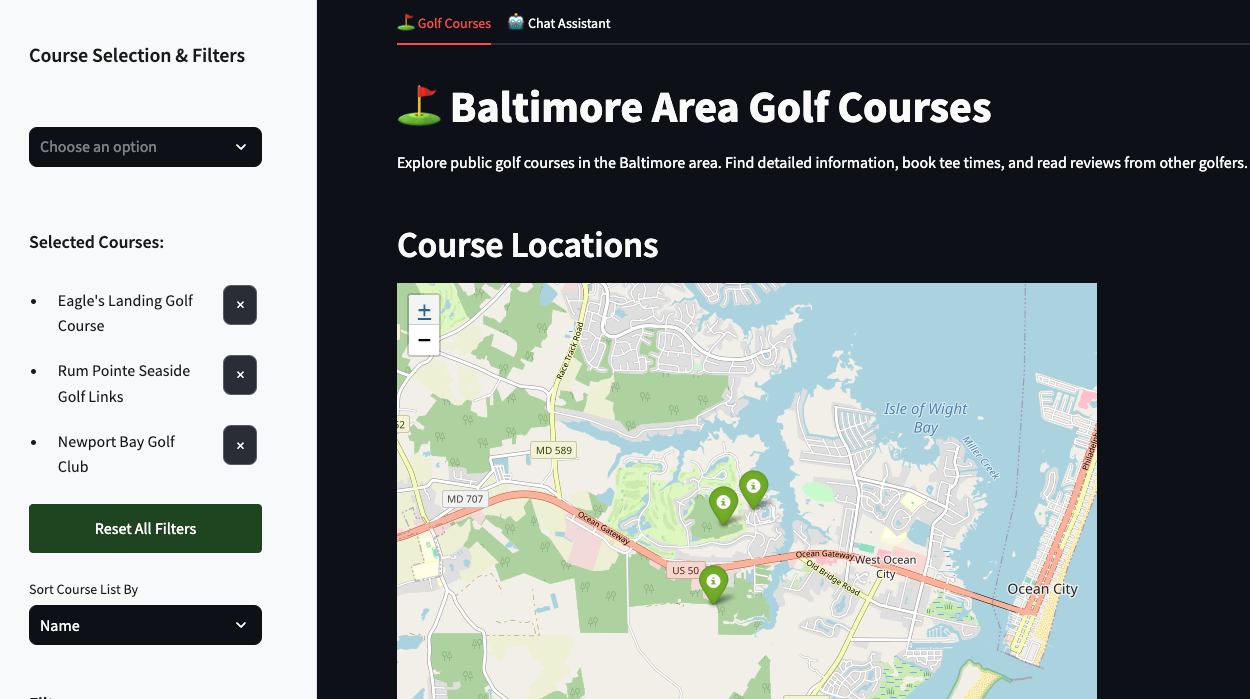 Course Selection & Filters
Choose an option
Selected Courses:
Eagle's Landing Golf
Course
×
Rum Pointe Seaside
Golf Links
×
Newport Bay Golf
Club
×
Reset All Filters
Sort Course List By
Name
Golf Courses
Chat Assistant
Baltimore Area Golf Courses
Explore public golf courses in the Baltimore area. Find detailed information, book tee times, and read reviews from other golfers.
Course Locations
+
−
Race Track Road
Isle of Wight
Bay
Miller Creek
MD 589
MD 707
Ocean Gateway
US 50
Ocean Gateway
Old Bridge Road
West Ocean
City
Ocean City